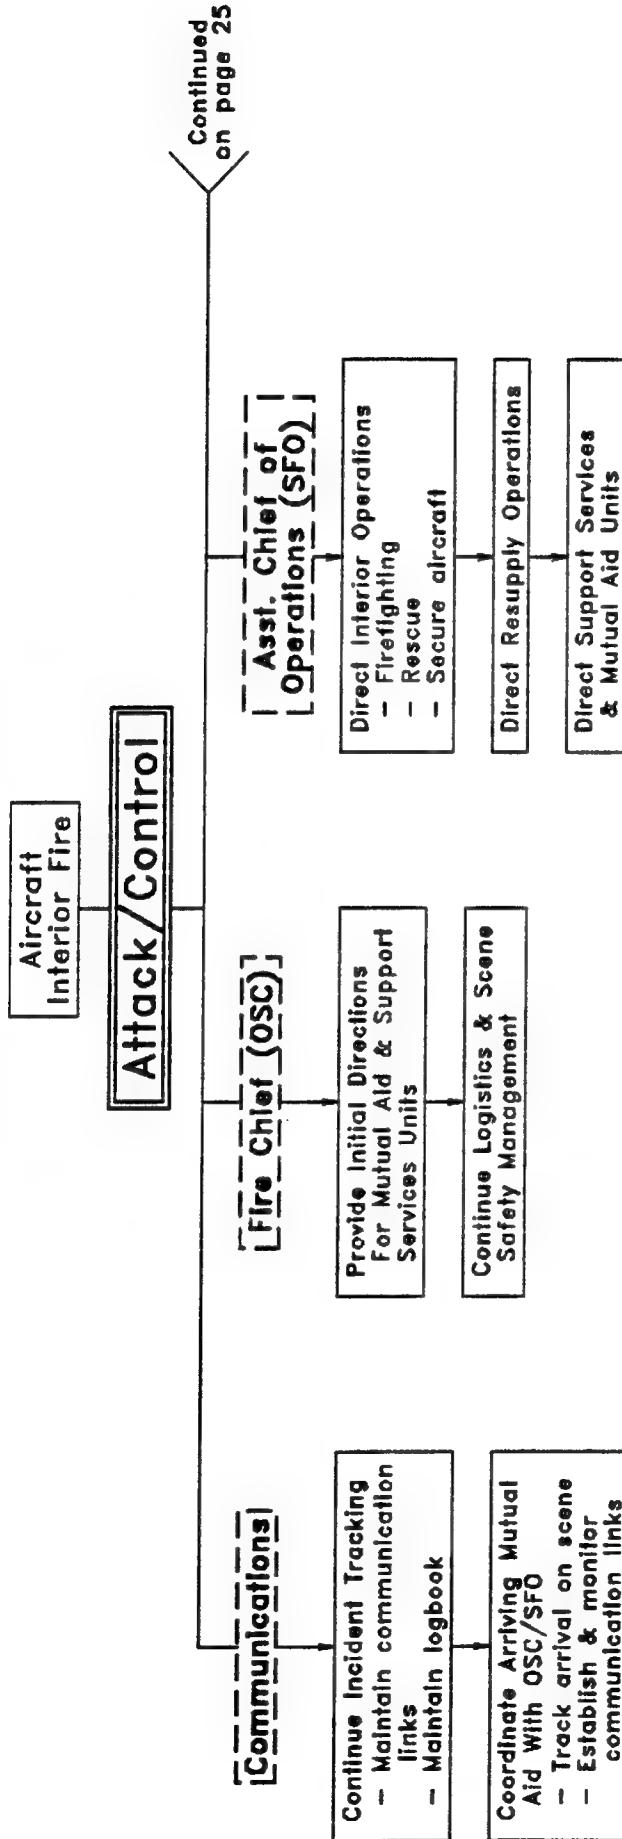 Aircraft
Interior Fire
Attack/Control
Continued
on page 25
Communications
Continue Incident Tracking
- Maintain communication
links
- Maintain logbook
Coordinate Arriving Mutual
Aid With OSC/SFO
- Track arrival on scene
- Establish & monitor
communication links
Fire Chief (OSC)
Provide Initial Directions
For Mutual Aid & Support
Services Units
Continue Logistics & Scene
Safety Management
Asst. Chief of
Operations (SFO)
Direct Interior Operations
- Firefighting
- Rescue
- Secure aircraft
Direct Resupply Operations
Direct Support Services
& Mutual Aid Units